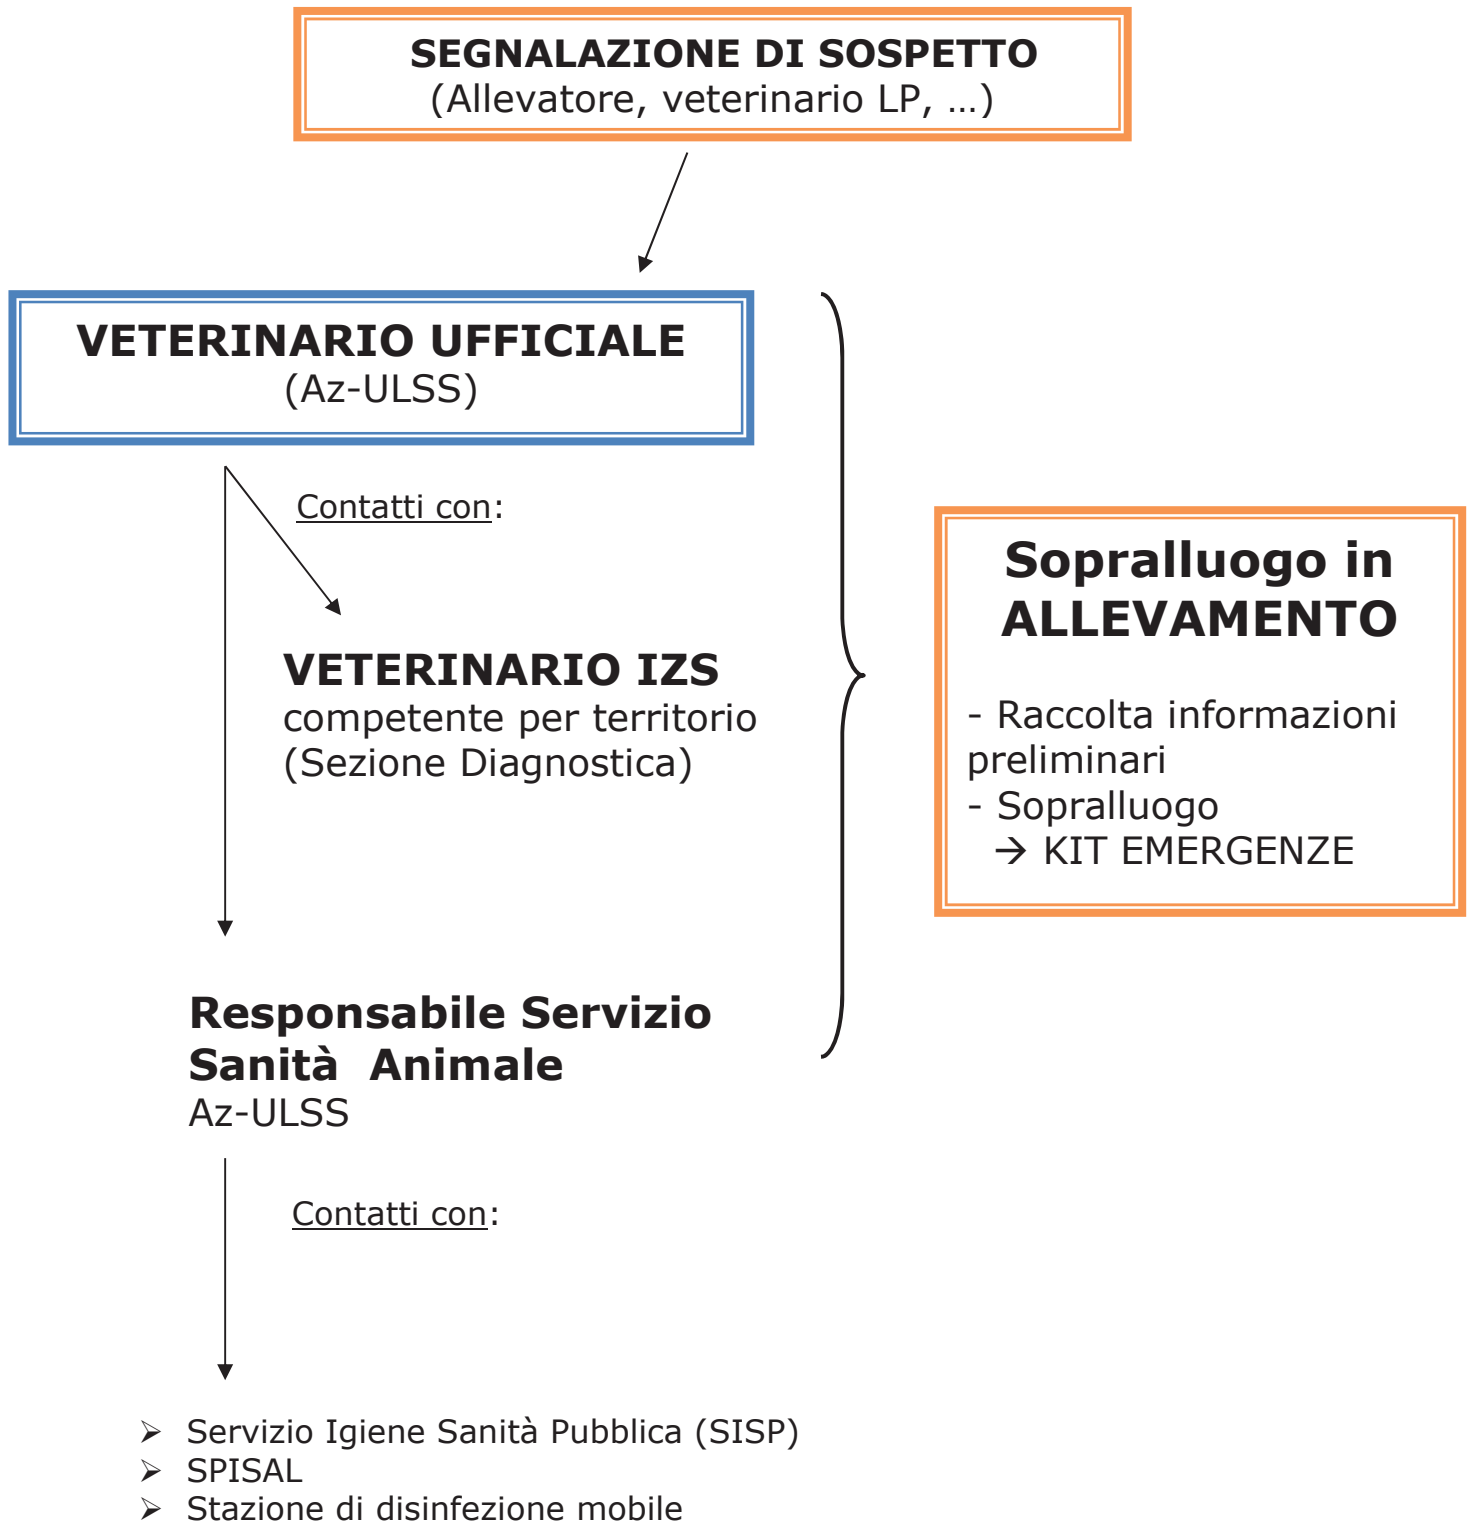 SEGNALAZIONE DI SOSPETTO
(Allevatore, veterinario LP, …)
VETERINARIO UFFICIALE
(Az-ULSS)
Contatti con:
VETERINARIO IZS
competente per territorio
(Sezione Diagnostica)
Sopralluogo in
ALLEVAMENTO
- Raccolta informazioni
preliminari
- Sopralluogo
→ KIT EMERGENZE
Responsabile Servizio
Sanità  Animale
Az-ULSS
Contatti con:
➢ Servizio Igiene Sanità Pubblica (SISP)
➢ SPISAL
➢ Stazione di disinfezione mobile